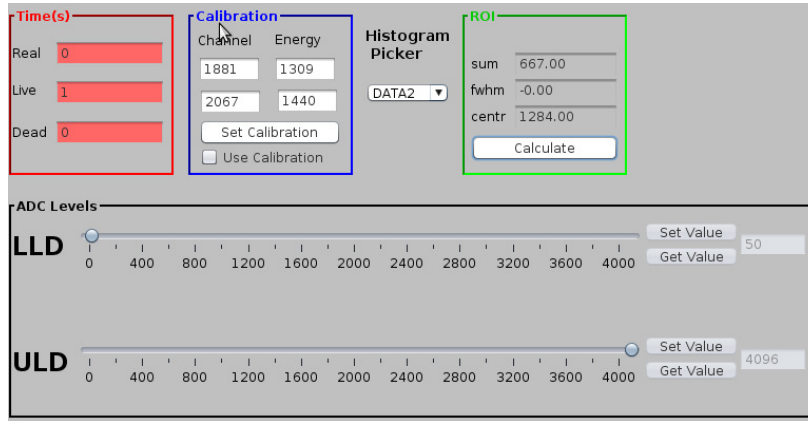 Time(s)
Real 0
Live 1
Dead 0
Calibration
Channel Energy
1881 1309
2067 1440
Set Calibration
Use Calibration
Histogram
Picker
DATA2
ROI
sum 667.00
fwhm -0.00
centr 1284.00
Calculate
ADC Levels
LLD
0 400 800 1200 1600 2000 2400 2800 3200 3600 4000
Set Value
Get Value
50
ULD
0 400 800 1200 1600 2000 2400 2800 3200 3600 4000
Set Value
Get Value
4096